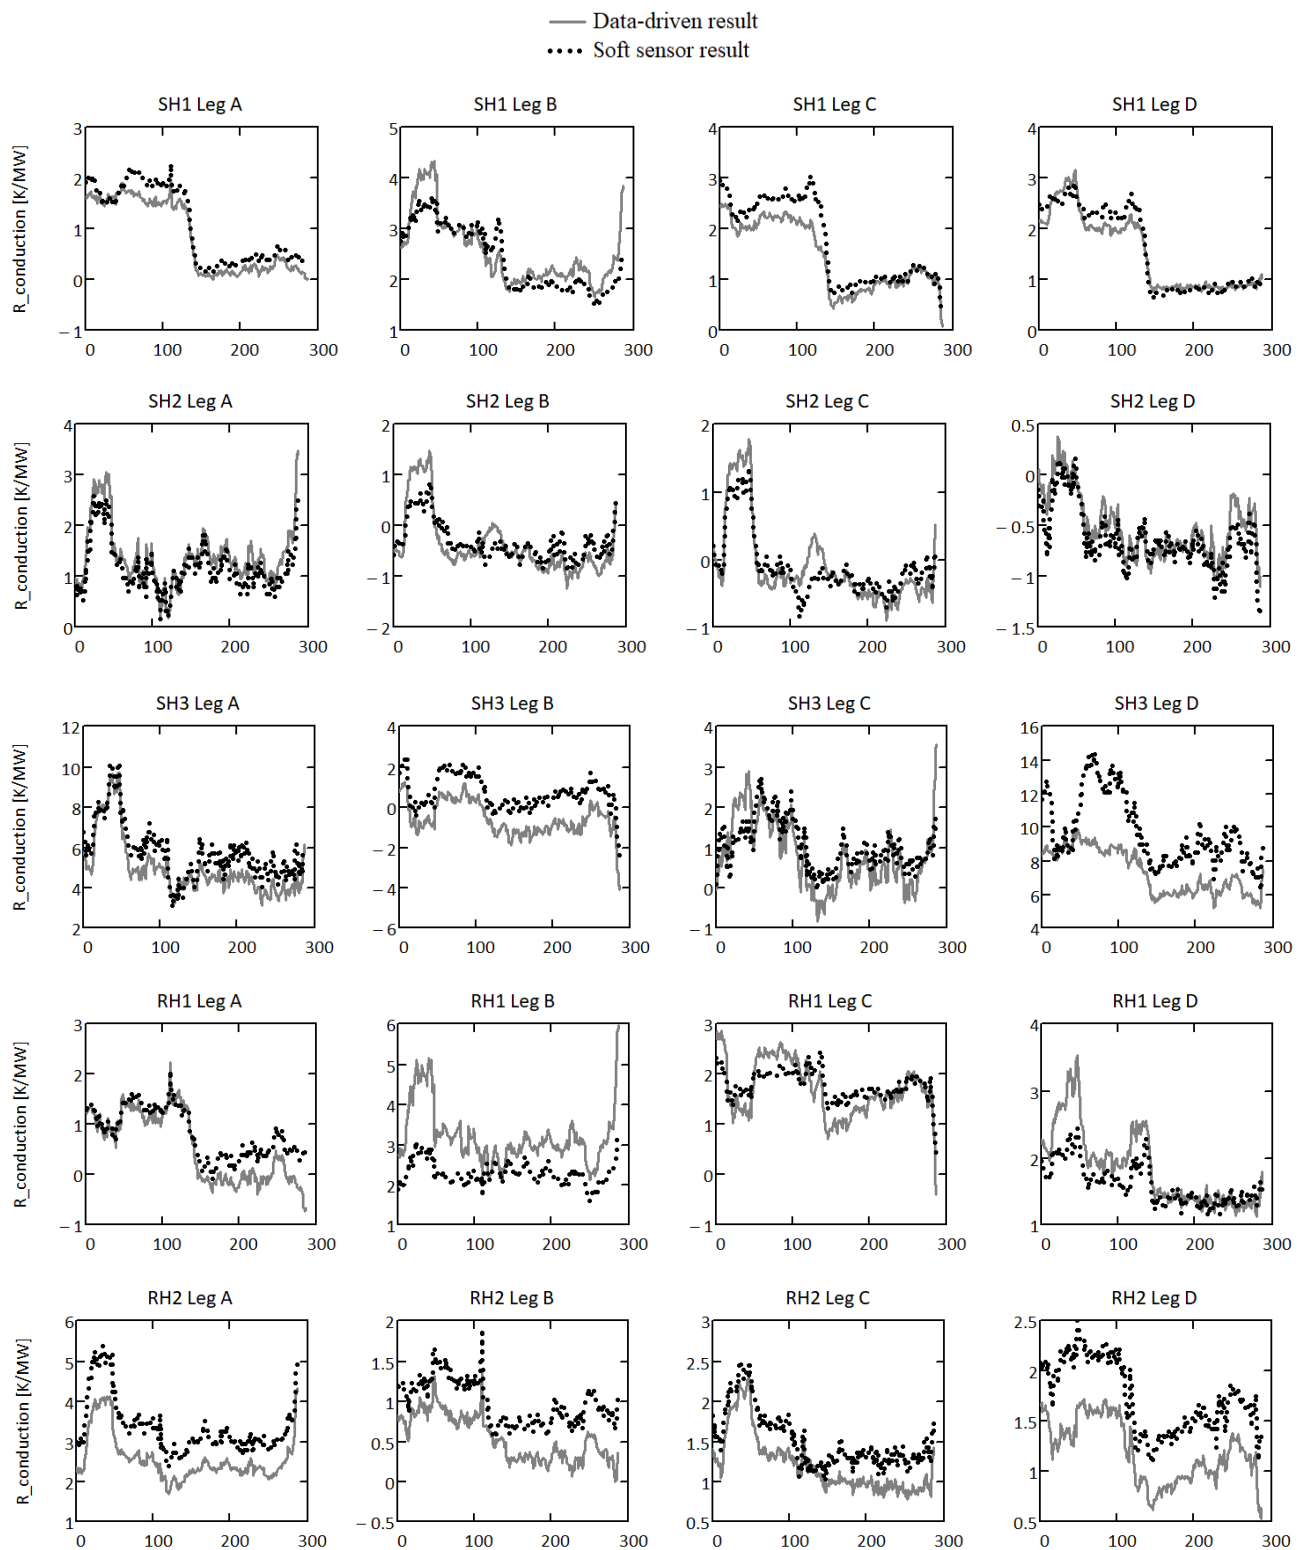 Data-driven result
Soft sensor result
SH1 Leg A
SH1 Leg B
SH1 Leg C
SH1 Leg D
R_conduction [K/MW]
3
2
1
0
−1
0 100 200 300
5
4
3
2
1
0 100 200 300
4
3
2
1
0
0 100 200 300
4
3
2
1
0
0 100 200 300
SH2 Leg A
SH2 Leg B
SH2 Leg C
SH2 Leg D
R_conduction [K/MW]
4
3
2
1
0
0 100 200 300
2
1
0
−1
−2
0 100 200 300
2
1
0
−1
0 100 200 300
0.5
0
−0.5
−1
−1.5
0 100 200 300
SH3 Leg A
SH3 Leg B
SH3 Leg C
SH3 Leg D
R_conduction [K/MW]
12
10
8
6
4
2
0 100 200 300
4
2
0
−2
−4
−6
0 100 200 300
4
3
2
1
0
−1
0 100 200 300
16
14
12
10
8
6
4
0 100 200 300
RH1 Leg A
RH1 Leg B
RH1 Leg C
RH1 Leg D
R_conduction [K/MW]
3
2
1
0
−1
0 100 200 300
6
5
4
3
2
1
0 100 200 300
3
2
1
0
−1
0 100 200 300
4
3
2
1
0 100 200 300
RH2 Leg A
RH2 Leg B
RH2 Leg C
RH2 Leg D
R_conduction [K/MW]
6
5
4
3
2
1
0 100 200 300
2
1.5
1
0.5
0
−0.5
0 100 200 300
3
2.5
2
1.5
1
0.5
0 100 200 300
2.5
2
1.5
1
0.5
0 100 200 300